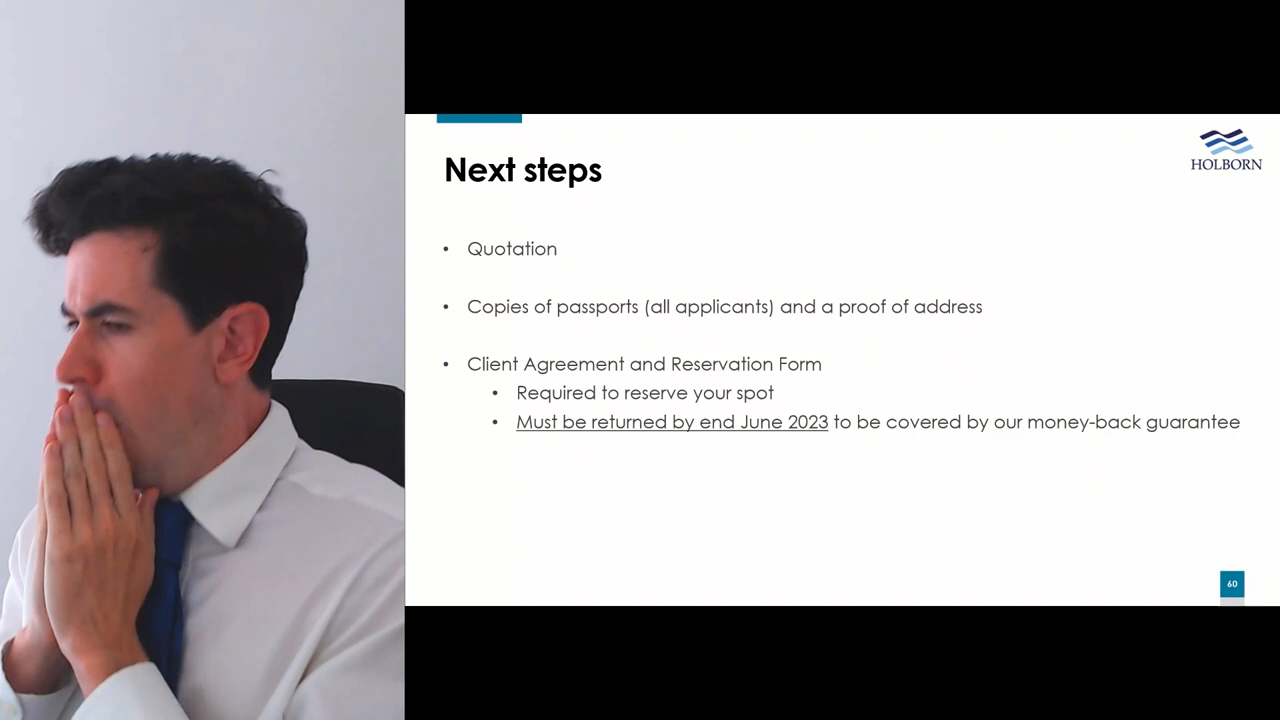 HOLBORN
Next steps
• Quotation
• Copies of passports (all applicants) and a proof of address
• Client Agreement and Reservation Form
• Required to reserve your spot
• Must be returned by end June 2023 to be covered by our money-back guarantee
60